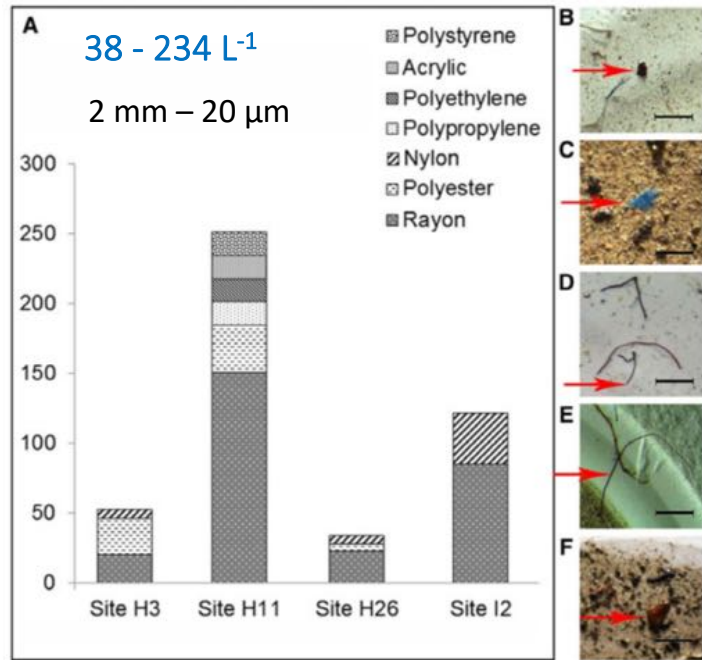 A
38 - 234 L-1
2 mm – 20 µm
Polystyrene
Acrylic
Polyethylene
Polypropylene
Nylon
Polyester
Rayon
300
250
200
150
100
50
0
Site H3
Site H11
Site H26
Site I2
B
C
D
E
F